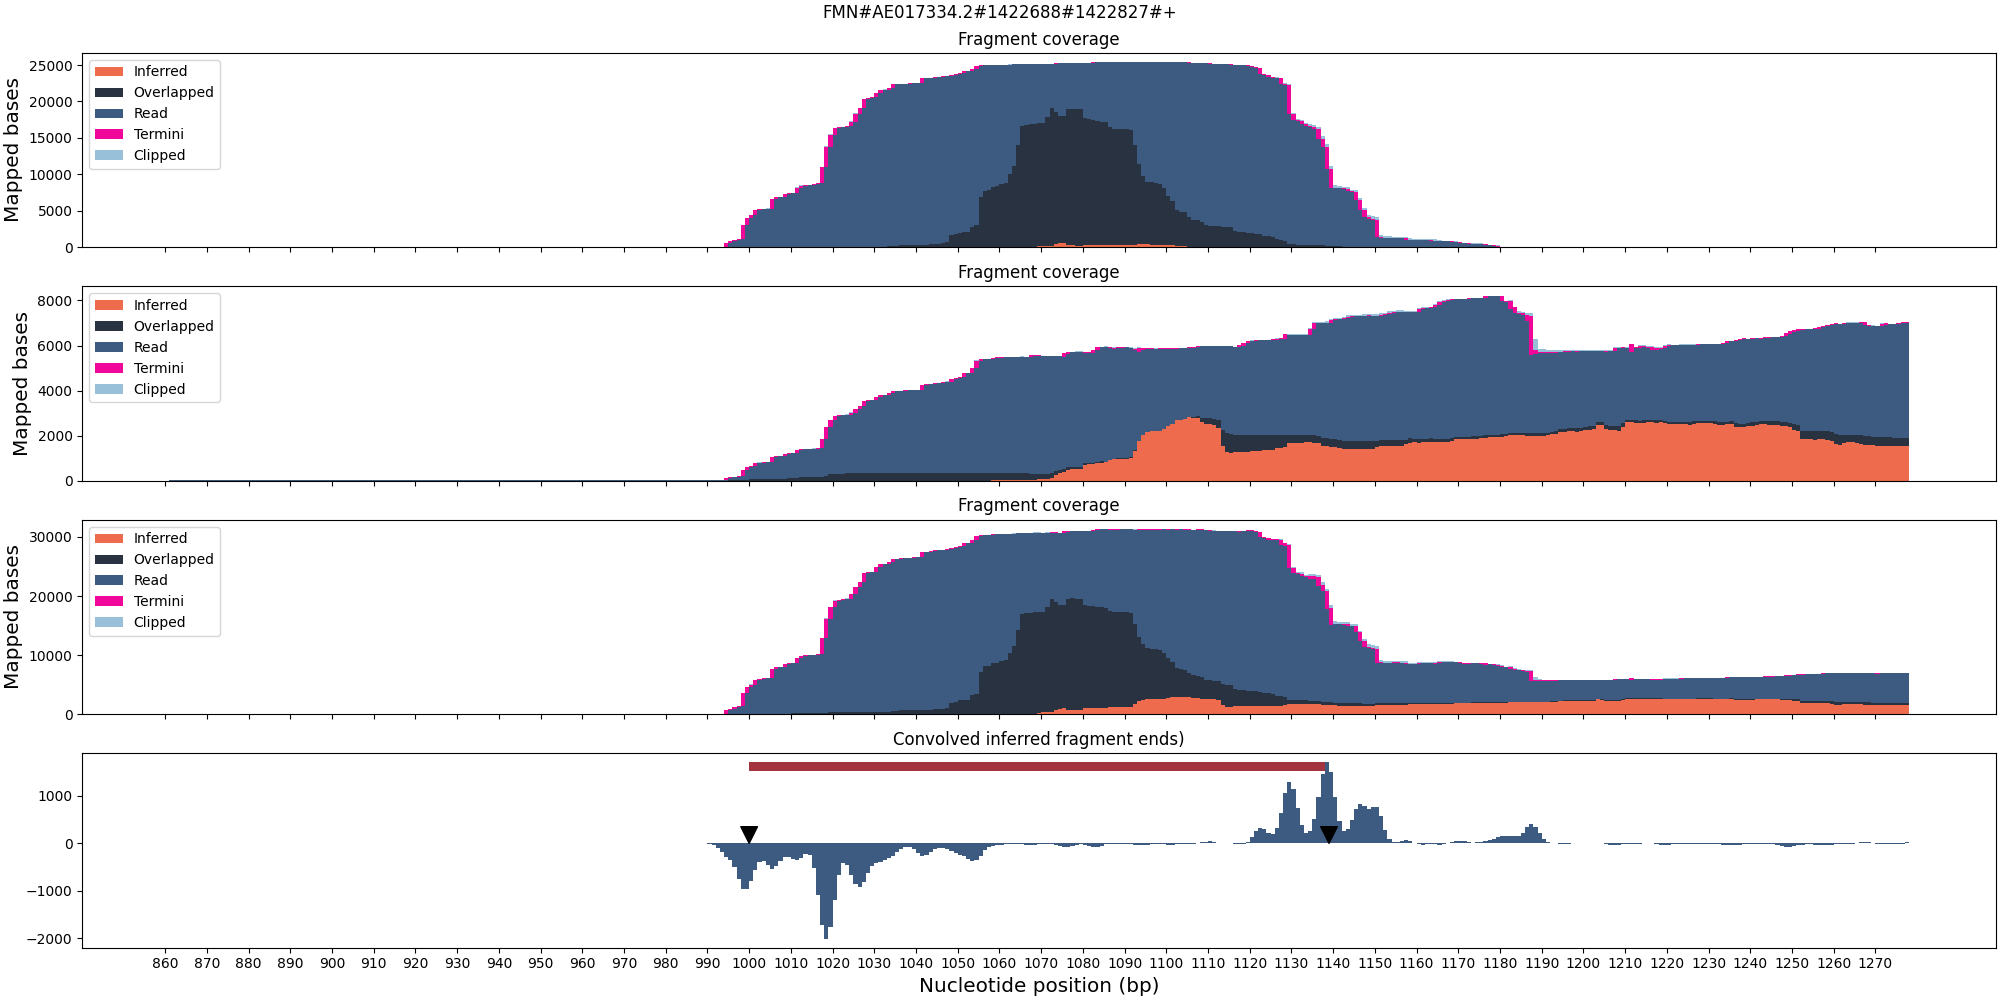 FMN#AE017334.2#1422688#1422827#+
Fragment coverage
Mapped bases
25000
20000
15000
10000
5000
0
Inferred
Overlapped
Read
Termini
Clipped
Fragment coverage
Mapped bases
8000
6000
4000
2000
0
Inferred
Overlapped
Read
Termini
Clipped
Fragment coverage
Mapped bases
30000
20000
10000
0
Inferred
Overlapped
Read
Termini
Clipped
Convolved inferred fragment ends)
1000
0
−1000
−2000
860 870 880 890 900 910 920 930 940 950 960 970 980 990 1000 1010 1020 1030 1040 1050 1060 1070 1080 1090 1100 1110 1120 1130 1140 1150 1160 1170 1180 1190 1200 1210 1220 1230 1240 1250 1260 1270
Nucleotide position (bp)